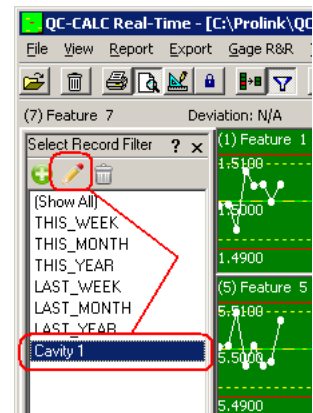 QC-CALC Real-Time - [C:\Prolink\QC
File View Report Export Gage R&R
(7) Feature 7 Deviation: N/A
Select Record Filter ? x
(Show All)
THIS_WEEK
THIS_MONTH
THIS_YEAR
LAST_WEEK
LAST_MONTH
LAST_YEAR
Cavity 1
(1) Feature 1
1.5100
1.5000
1.4900
(5) Feature 5
5.5100
5.5000
5.4900